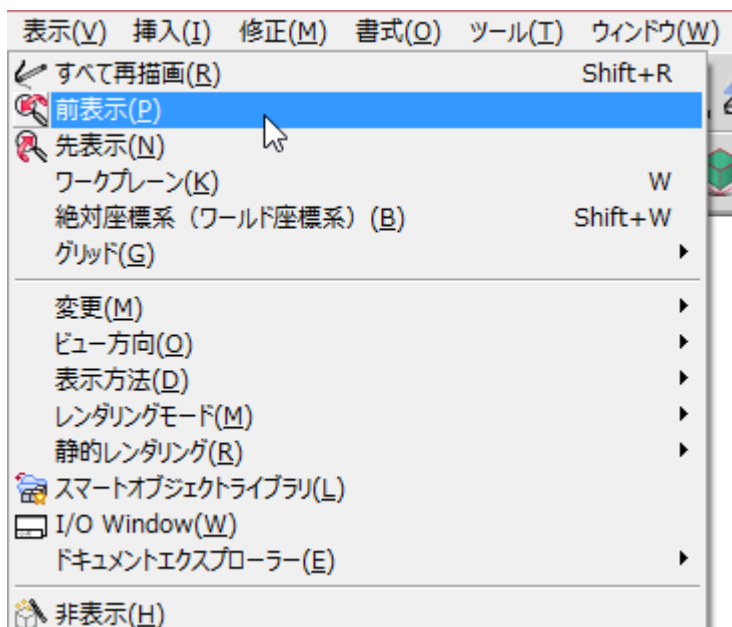 表示(V) 挿入(I) 修正(M) 書式(O) ツール(T) ウィンドウ(W)
すべて再描画(R) Shift+R
前表示(P)
先表示(N)
ワークプレーン(K) W
絶対座標系（ワールド座標系）(B) Shift+W
グリッド(G)
変更(M)
ビュー方向(O)
表示方法(D)
レンダリングモード(M)
静的レンダリング(R)
スマートオブジェクトライブラリ(L)
I/O Window(W)
ドキュメントエクスプローラー(E)
非表示(H)